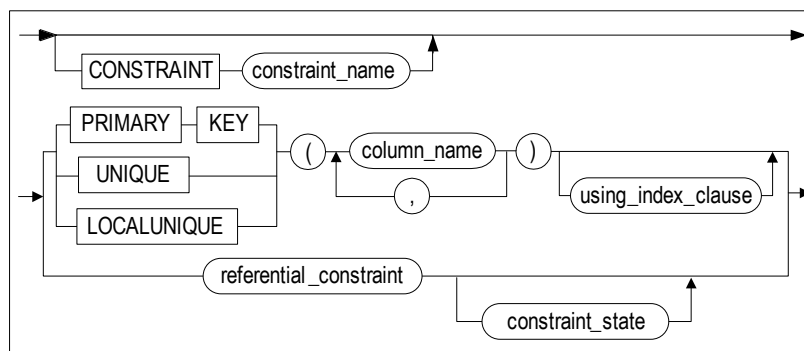 CONSTRAINT constraint_name
PRIMARY KEY
UNIQUE
LOCALUNIQUE
( column_name )
,
using_index_clause
referential_constraint
constraint_state